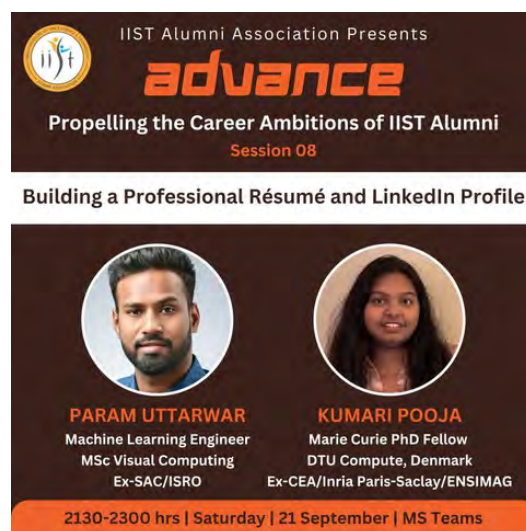 iist
IIST Alumni Association Presents
advance
Propelling the Career Ambitions of IIST Alumni
Session 08
Building a Professional Résumé and LinkedIn Profile
PARAM UTTARWAR
Machine Learning Engineer
MSc Visual Computing
Ex-SAC/ISRO
KUMARI POOJA
Marie Curie PhD Fellow
DTU Compute, Denmark
Ex-CEA/Inria Paris-Saclay/ENSIMAG
2130-2300 hrs | Saturday | 21 September | MS Teams